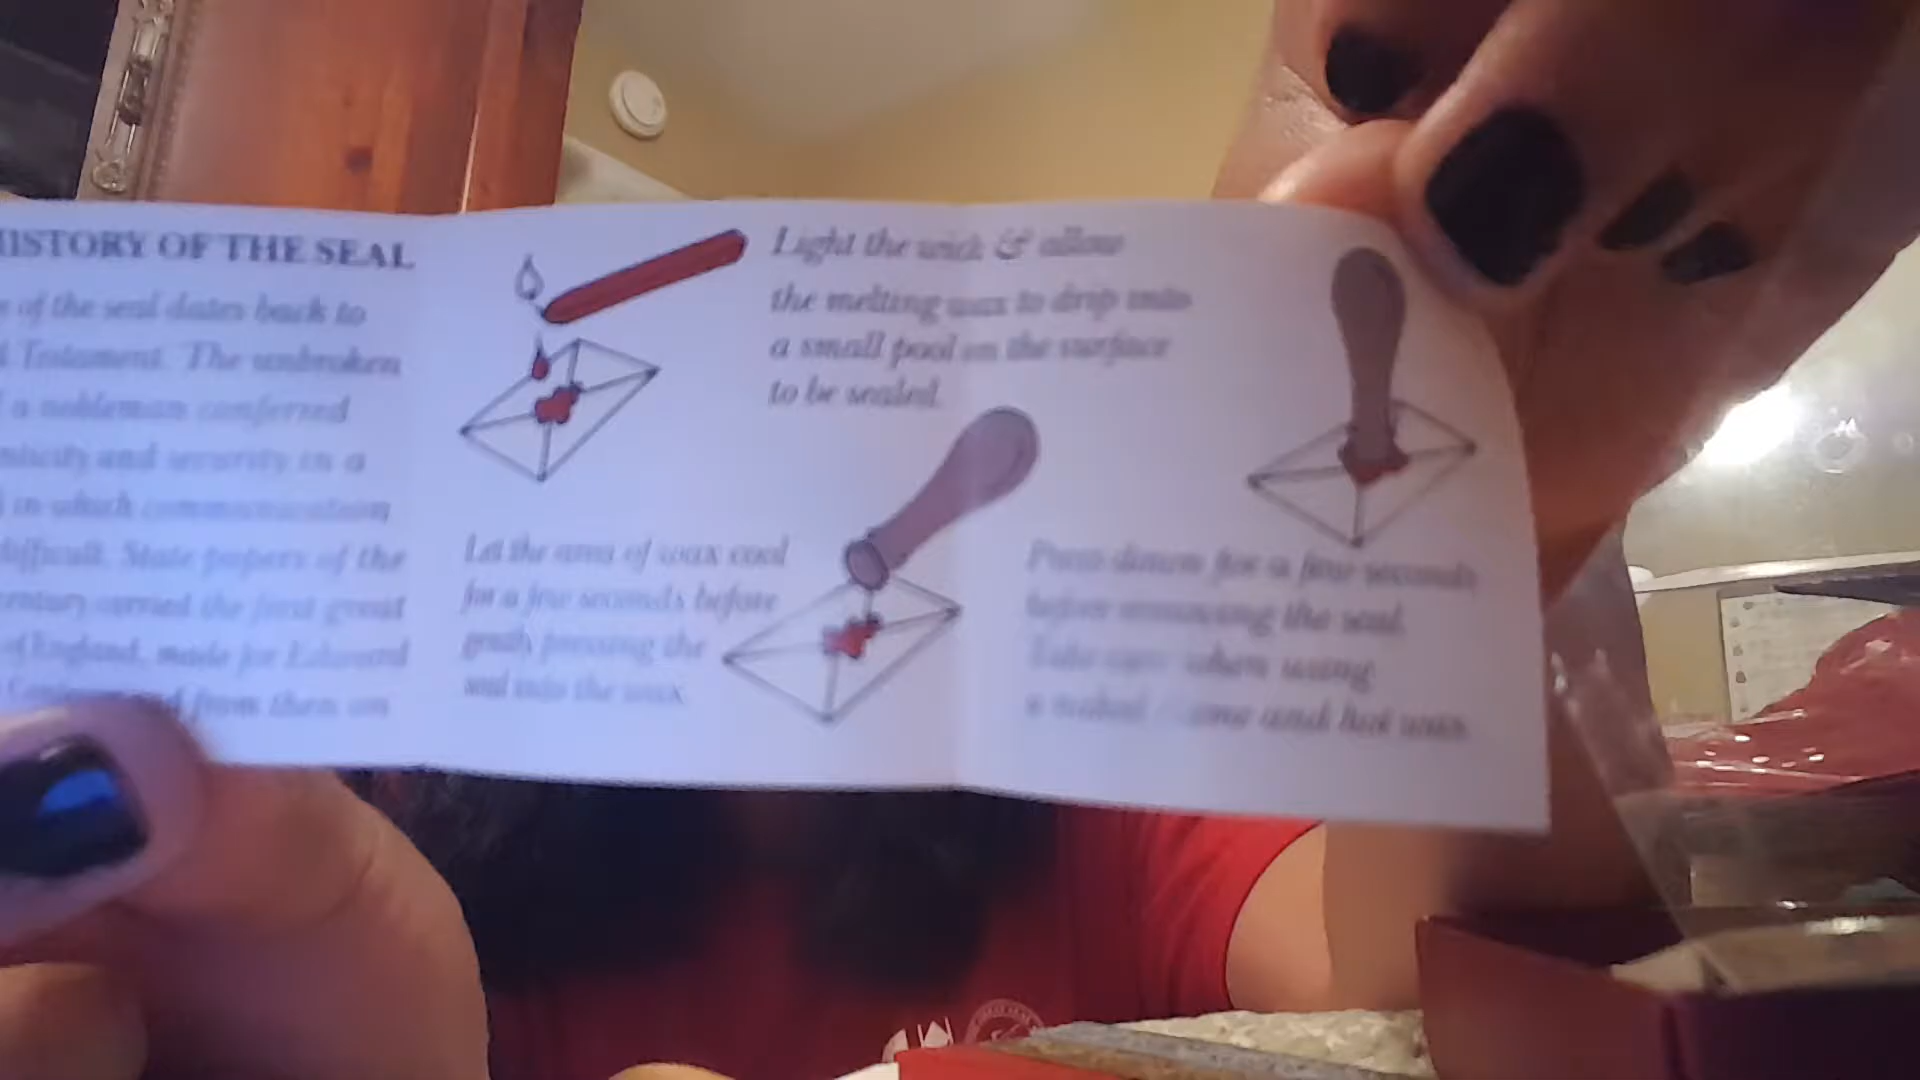 HISTORY OF THE SEAL
of the seal dates back to
Testament. The unbroken
a nobleman conferred
and security in a
in which communication
difficult. State papers of the
century carried the first great
of England, made for Edward
from then on
Light the wick & allow
the melting wax to drip onto
a small pool on the surface
to be sealed.
Let the area of wax cool
for a few seconds before
gently pressing the
seal into the wax.
Press down for a few seconds
before removing the seal.
Take care when using
a naked flame and hot wax.